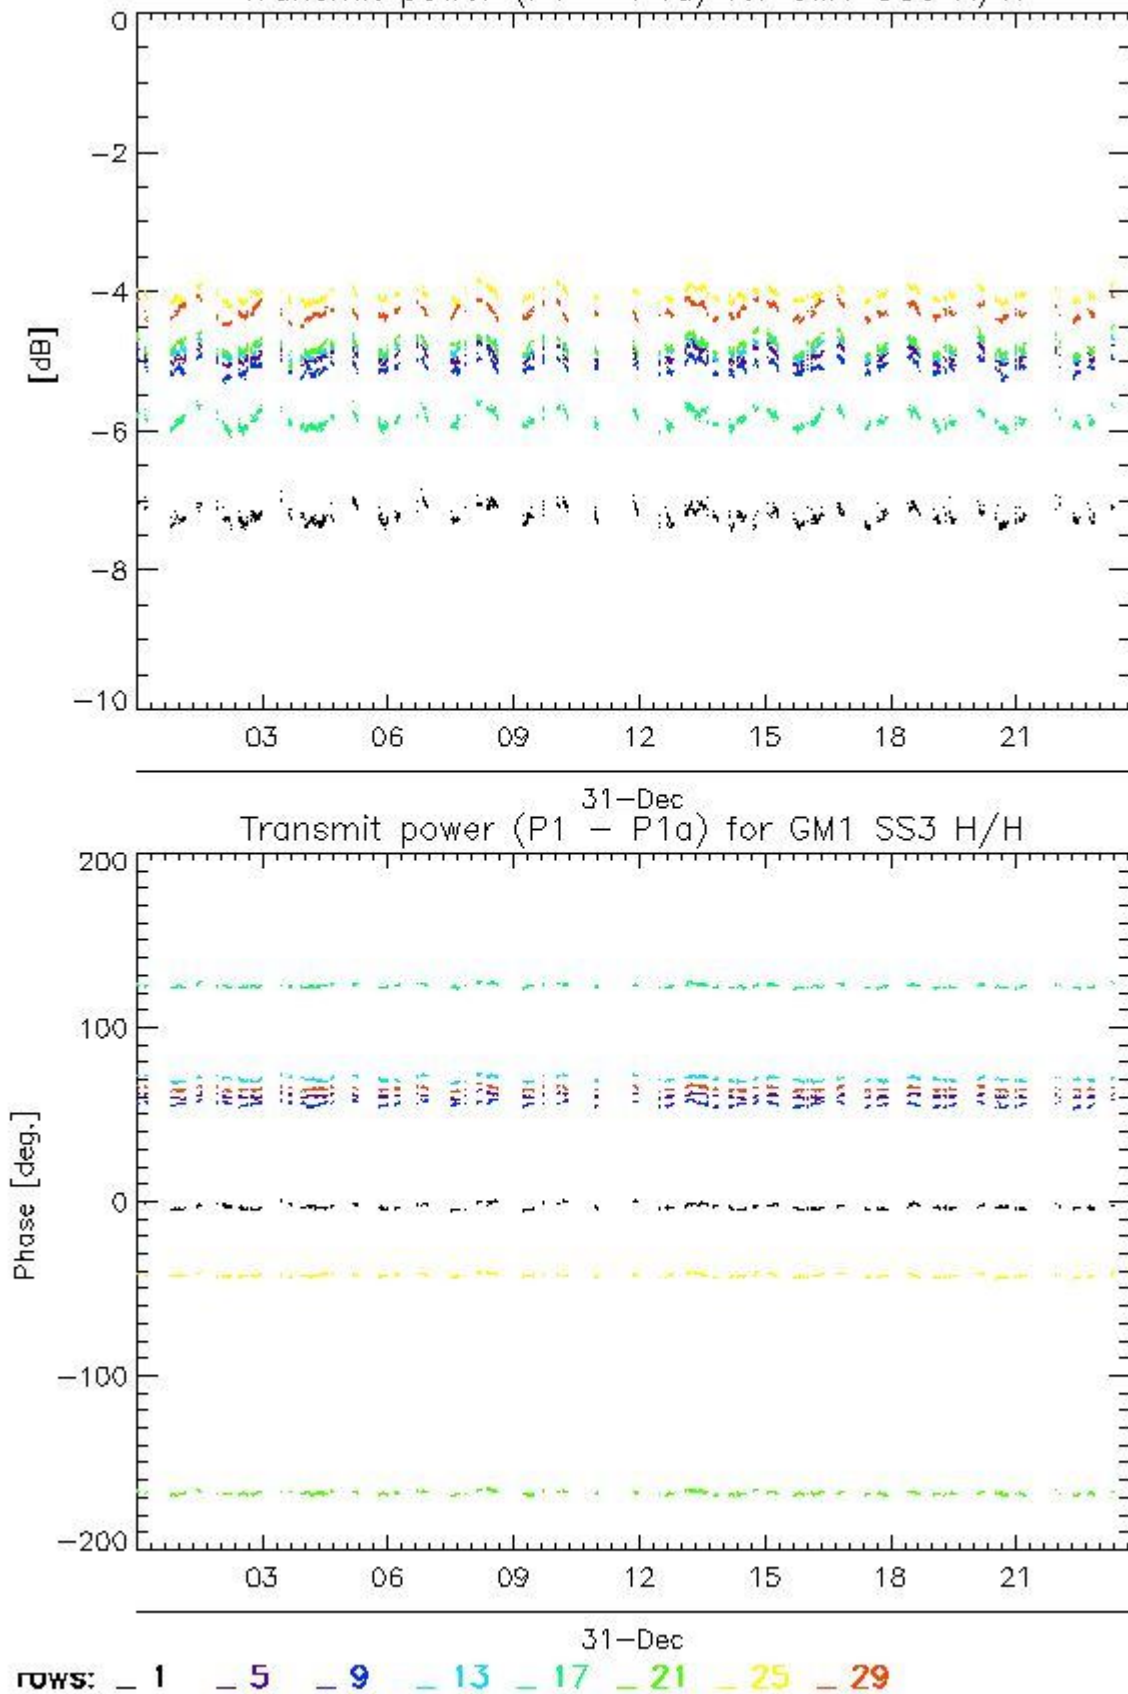 0
−2
−4
−6
−8
−10
[dB]
03 06 09 12 15 18 21
31−Dec
Transmit power (P1 − P1a) for GM1 SS3 H/H
200
100
0
−100
−200
Phase [deg.]
03 06 09 12 15 18 21
31−Dec
rows: _ 1 _ 5 _ 9 _ 13 _ 17 _ 21 _ 25 _ 29